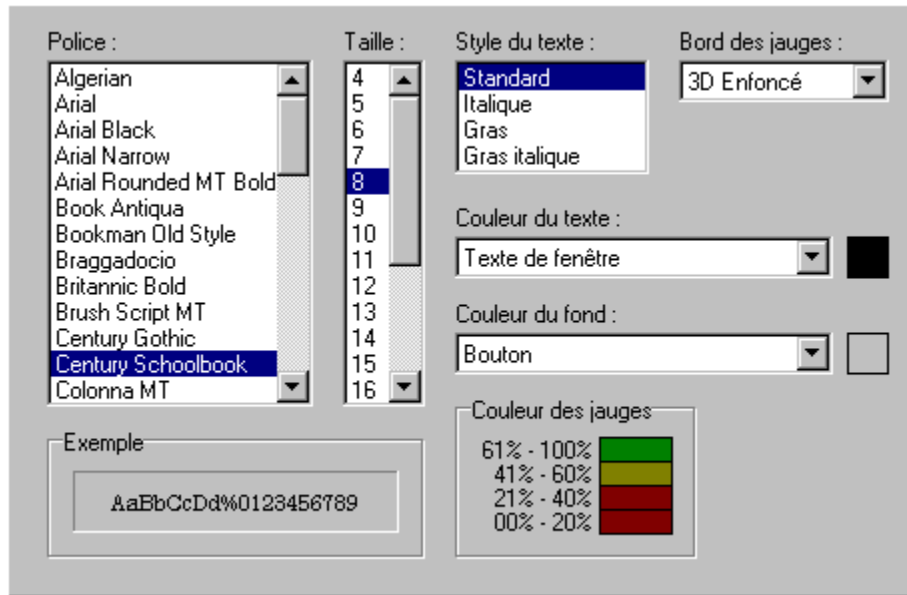 Police :
Algerian
Arial
Arial Black
Arial Narrow
Arial Rounded MT Bold
Book Antiqua
Bookman Old Style
Braggadocio
Britannic Bold
Brush Script MT
Century Gothic
Century Schoolbook
Colonna MT
Taille :
4
5
6
7
8
9
10
11
12
13
14
15
16
Style du texte :
Standard
Italique
Gras
Gras italique
Bord des jauges :
3D Enfoncé
Couleur du texte :
Texte de fenêtre
Couleur du fond :
Bouton
Exemple
AaBbCcDd%0123456789
Couleur des jauges
61% - 100%
41% - 60%
21% - 40%
00% - 20%